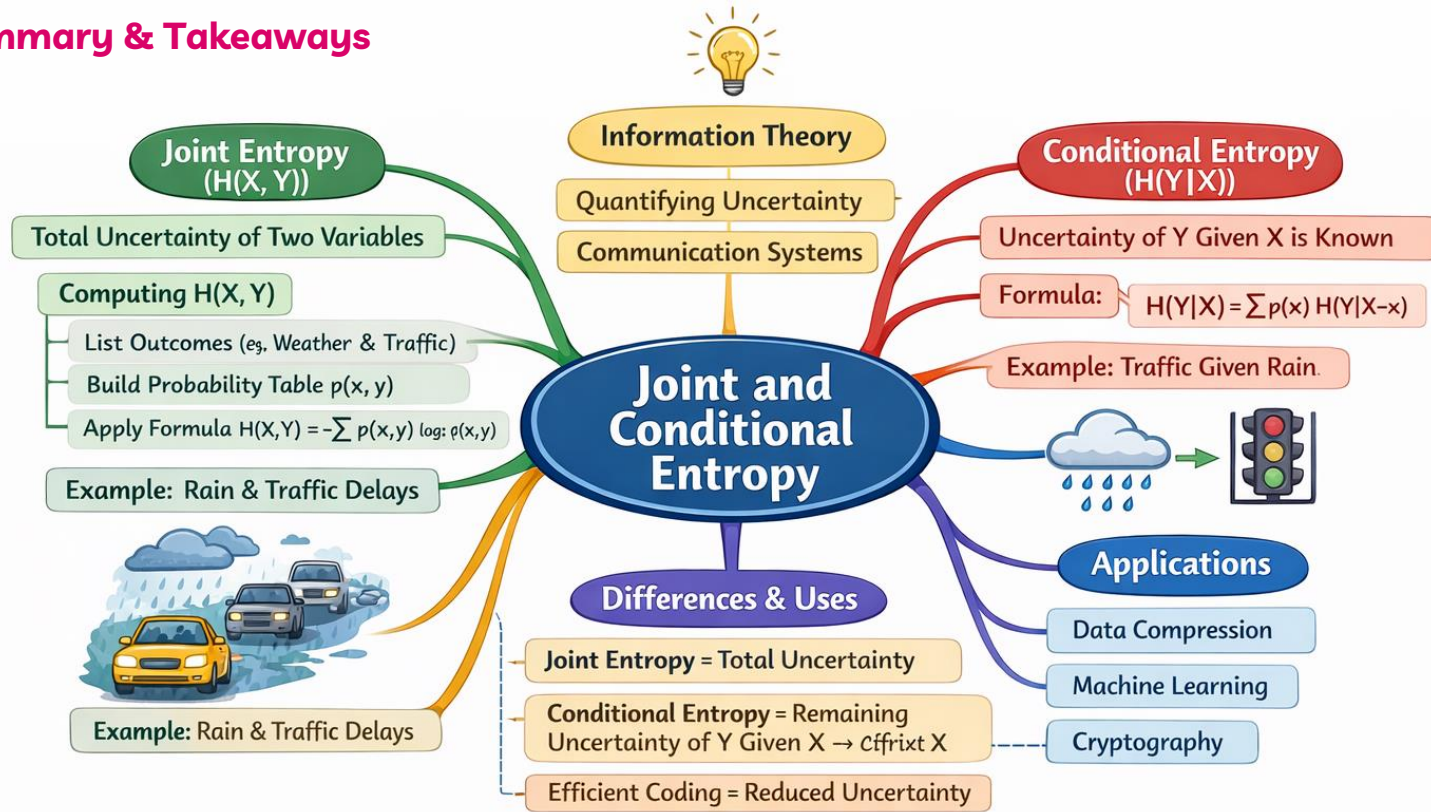 mmary & Takeaways
Information Theory
Quantifying Uncertainty
Communication Systems
Joint Entropy
(H(X, Y))
Total Uncertainty of Two Variables
Computing H(X, Y)
List Outcomes (eg, Weather & Traffic)
Build Probability Table p(x, y)
Apply Formula H(X,Y) = -∑ p(x,y) log: p(x,y)
Example: Rain & Traffic Delays
Example: Rain & Traffic Delays
Joint and
Conditional
Entropy
Conditional Entropy
(H(Y|X))
Uncertainty of Y Given X is Known
Formula:
H(Y|X) = ∑ p(x) H(Y|X-x)
Example: Traffic Given Rain.
Applications
Data Compression
Machine Learning
Cryptography
Differences & Uses
Joint Entropy = Total Uncertainty
Conditional Entropy = Remaining
Uncertainty of Y Given X → X
Efficient Coding = Reduced Uncertainty